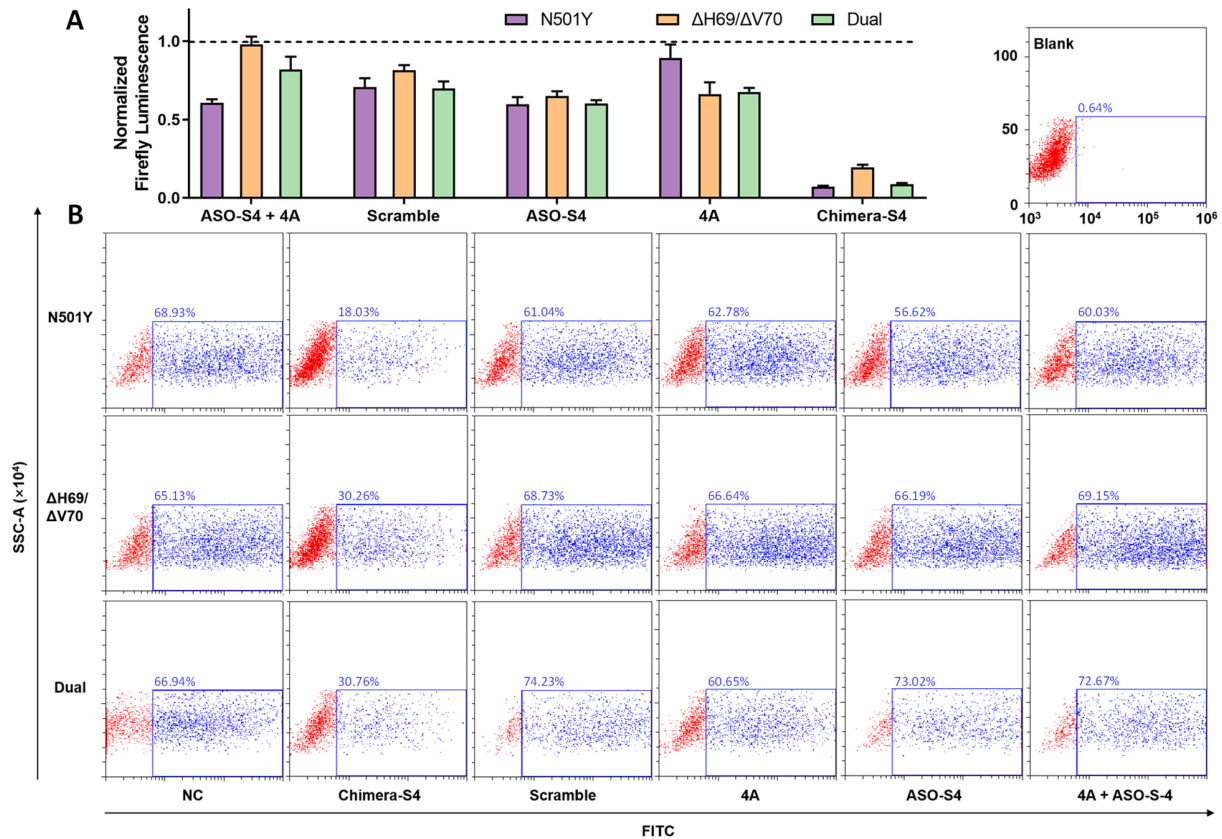 A
N501Y ΔH69/ΔV70 Dual
Normalized
Firefly Luminescence
1.0
0.5
0.0
ASO-S4 + 4A Scramble ASO-S4 4A Chimera-S4
Blank
100
50
0
0.64%
10³ 10⁴ 10⁵ 10⁶
B
SSC-A (×10⁴)
N501Y
68.93% 18.03% 61.04% 62.78% 56.62% 60.03%
ΔH69/
ΔV70
65.13% 30.26% 68.73% 66.64% 66.19% 69.15%
Dual
66.94% 30.76% 74.23% 60.65% 73.02% 72.67%
NC Chimera-S4 Scramble 4A ASO-S4 4A + ASO-S-4
FITC